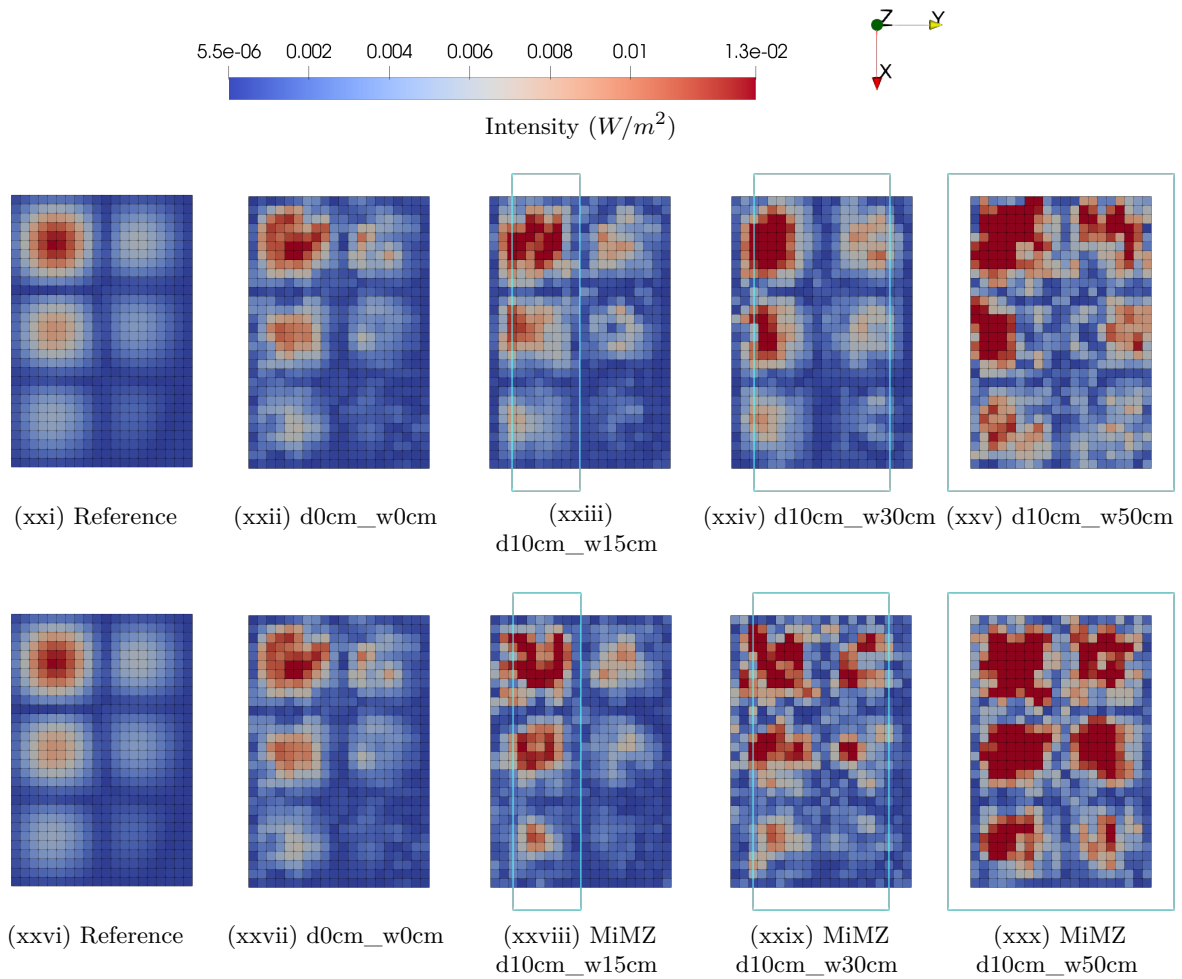 Z
Y
X
5.5e-06 0.002 0.004 0.006 0.008 0.01 1.3e-02
Intensity (W/m²)
(xxi) Reference
(xxii) d0cm_w0cm
(xxiii)
d10cm_w15cm
(xxiv) d10cm_w30cm
(xxv) d10cm_w50cm
(xxvi) Reference
(xxvii) d0cm_w0cm
(xxviii) MiMZ
d10cm_w15cm
(xxix) MiMZ
d10cm_w30cm
(xxx) MiMZ
d10cm_w50cm